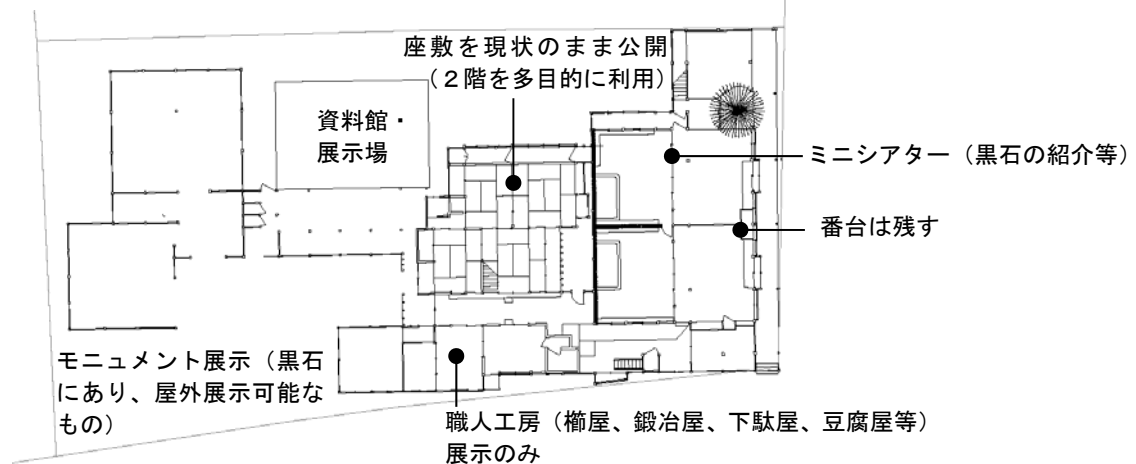 座敷を現状のまま公開
（２階を多目的に利用）
資料館・
展示場
ミニシアター（黒石の紹介等）
番台は残す
モニュメント展示（黒石
にあり、屋外展示可能な
もの）
職人工房（櫛屋、鍛冶屋、下駄屋、豆腐屋等）
展示のみ